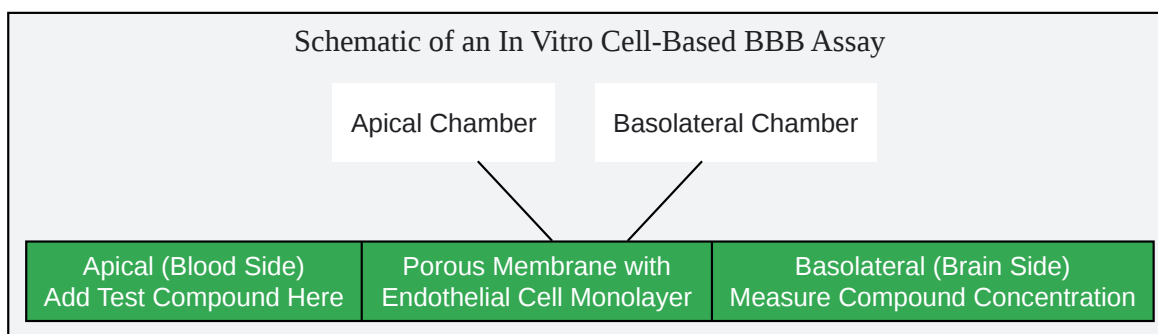 Schematic of an In Vitro Cell-Based BBB Assay
Apical Chamber
Basolateral Chamber
Apical (Blood Side)
Add Test Compound Here
Porous Membrane with
Endothelial Cell Monolayer
Basolateral (Brain Side)
Measure Compound Concentration